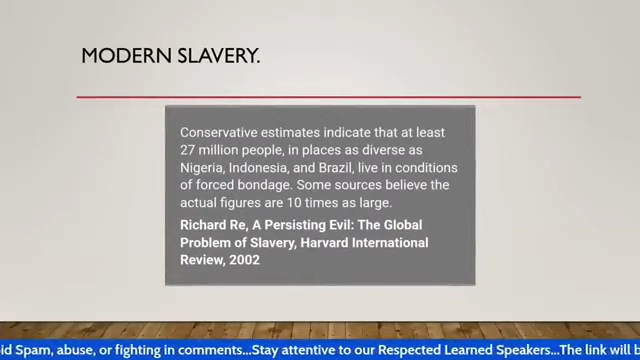 MODERN SLAVERY.
Conservative estimates indicate that at least
27 million people, in places as diverse as
Nigeria, Indonesia, and Brazil, live in conditions
of forced bondage. Some sources believe the
actual figures are 10 times as large.
Richard Re, A Persisting Evil: The Global
Problem of Slavery, Harvard International
Review, 2002
Spam, abuse, or fighting in comments...Stay attentive to our Respected Learned Speakers...The link will